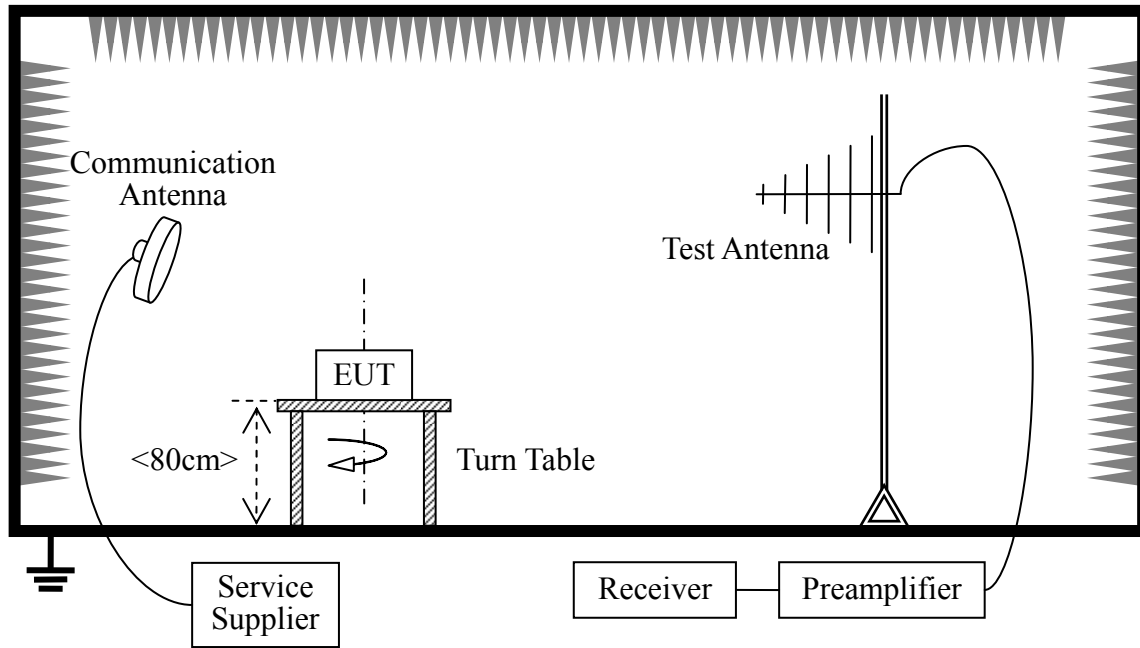 Communication
Antenna
Test Antenna
EUT
<80cm>
Turn Table
Service
Supplier
Receiver
Preamplifier